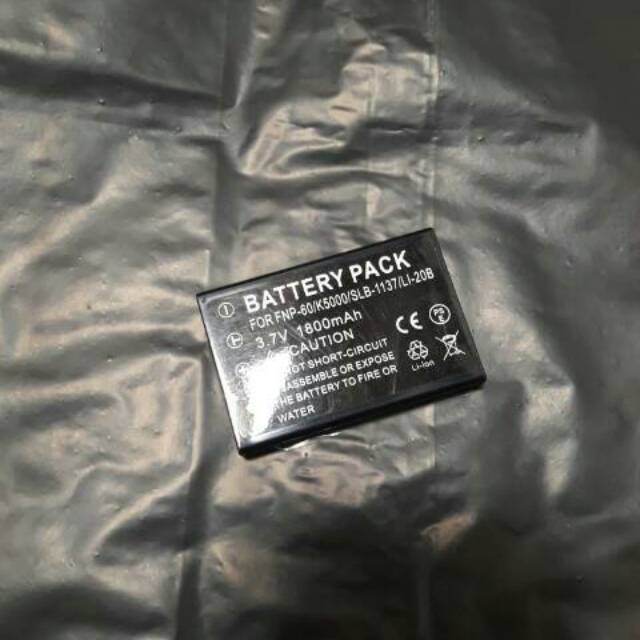 BATTERY PACK
FOR FNP-60/K5000/SLB-1137/LI-20B
3.7V 1800mAh
CAUTION
NOT SHORT-CIRCUIT
ASSEMBLE OR EXPOSE
THE BATTERY TO FIRE OR
WATER
CE
PS
Li-ion